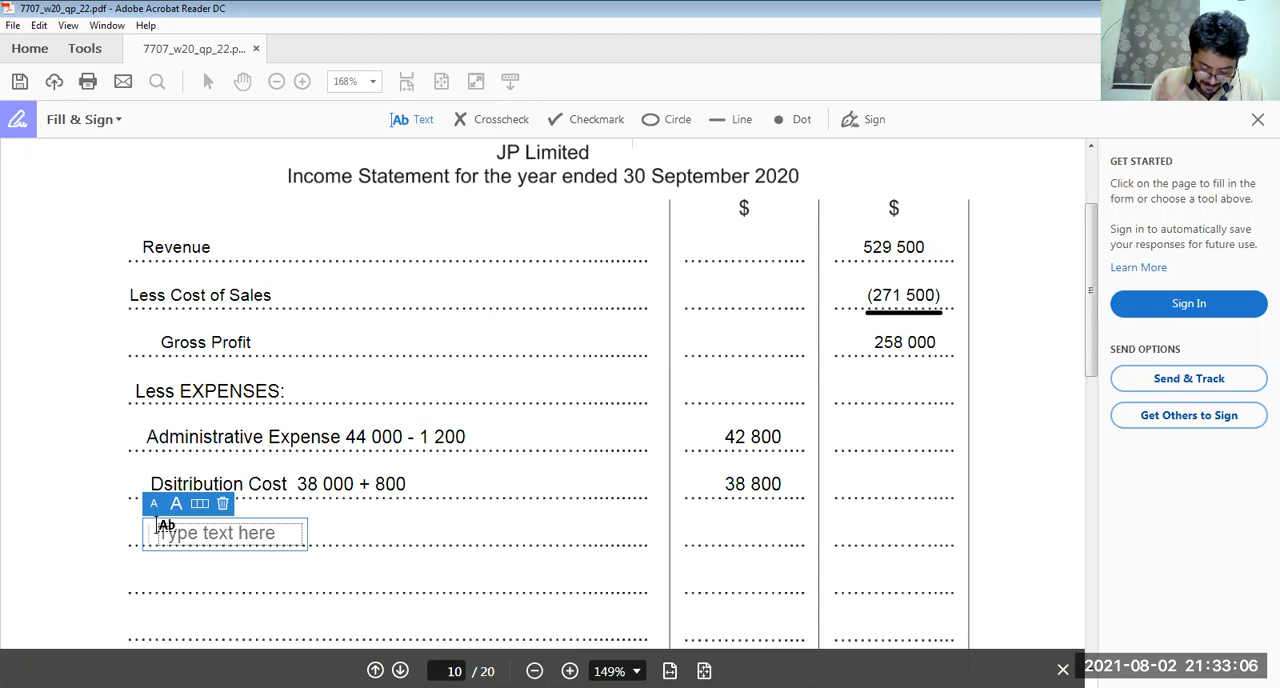 7707_w20_qp_22.pdf - Adobe Acrobat Reader DC
File Edit View Window Help
Home Tools 7707_w20_qp_22.p... ×
168%
Fill & Sign Ab Text Crosscheck Checkmark Circle Line Dot Sign
JP Limited
Income Statement for the year ended 30 September 2020
$ $
Revenue 529 500
Less Cost of Sales (271 500)
Gross Profit 258 000
Less EXPENSES:
Administrative Expense 44 000 - 1 200 42 800
Dsitribution Cost 38 000 + 800 38 800
A A
Ab
Type text here
GET STARTED
Click on the page to fill in the
form or choose a tool above.
Sign in to automatically save
your responses for future use.
Learn More
Sign In
SEND OPTIONS
Send & Track
Get Others to Sign
10 / 20 149%
2021-08-02 21:33:06